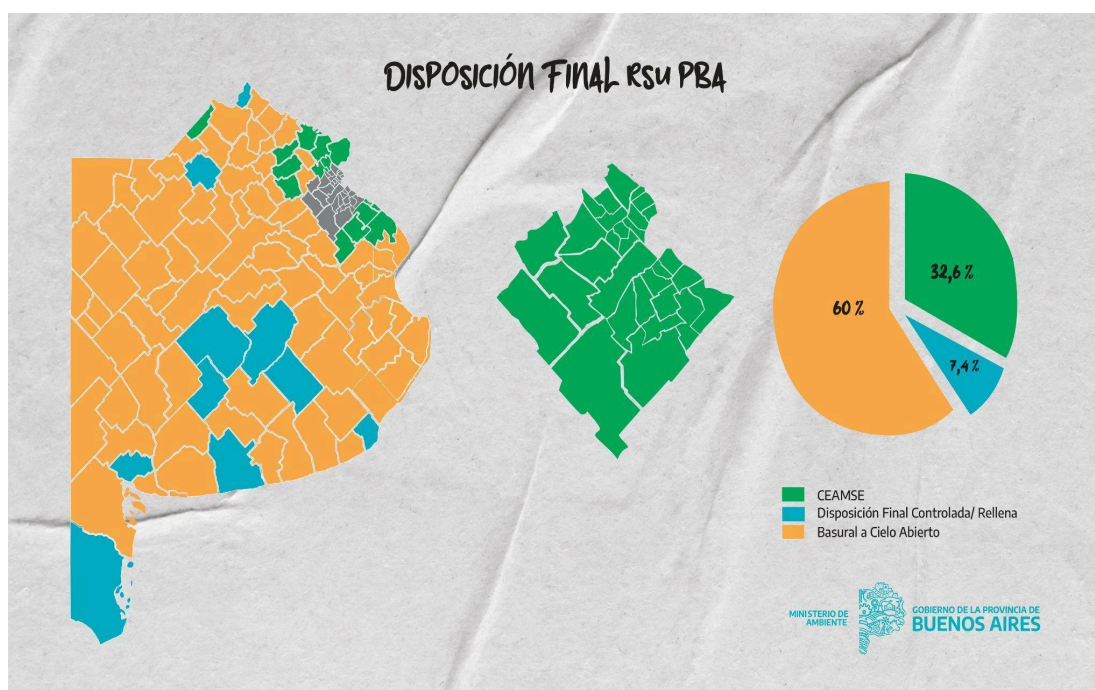 DISPOSICIÓN FINAL RSU PBA
60 %
32,6 %
7,4 %
CEAMSE
Disposición Final Controlada/ Rellena
Basural a Cielo Abierto
MINISTERIO DE
AMBIENTE
GOBIERNO DE LA PROVINCIA DE
BUENOS AIRES